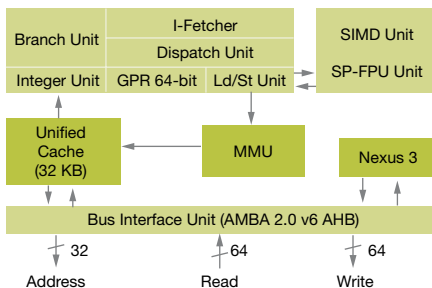 I-Fetcher
Branch Unit
Dispatch Unit
Integer Unit
GPR 64-bit
Ld/St Unit
SIMD Unit
SP-FPU Unit
Unified
Cache
(32 KB)
MMU
Nexus 3
Bus Interface Unit (AMBA 2.0 v6 AHB)
32
64
64
Address
Read
Write